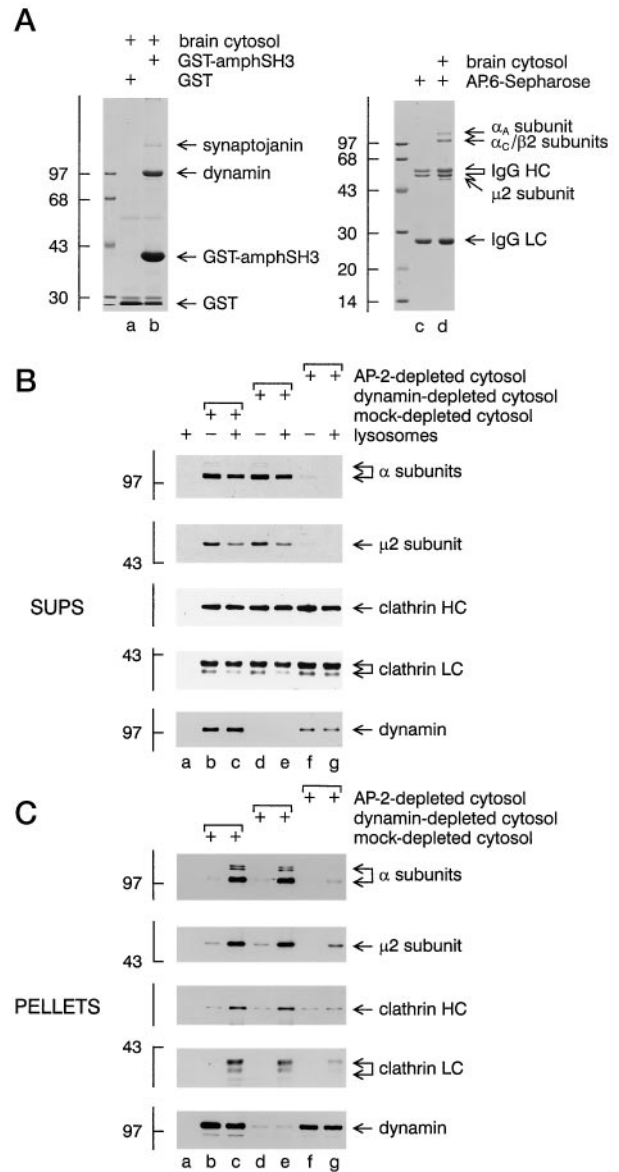 A
+ + brain cytosol
+ GST-amphSH3
+ GST
97
68
43
30
synaptojanin
dynamin
GST-amphSH3
GST
a b
+ brain cytosol
+ + AP.6-Sepharose
97
68
43
30
20
14
αA subunit
αC/β2 subunits
IgG HC
μ2 subunit
IgG LC
c d
B
+ + AP-2-depleted cytosol
+ + dynamin-depleted cytosol
+ + mock-depleted cytosol
+ − + − + − + lysosomes
97
α subunits
43
μ2 subunit
SUPS
clathrin HC
43
clathrin LC
97
dynamin
a b c d e f g
C
+ + AP-2-depleted cytosol
+ + dynamin-depleted cytosol
+ + mock-depleted cytosol
97
α subunits
43
μ2 subunit
PELLETS
clathrin HC
43
clathrin LC
97
dynamin
a b c d e f g